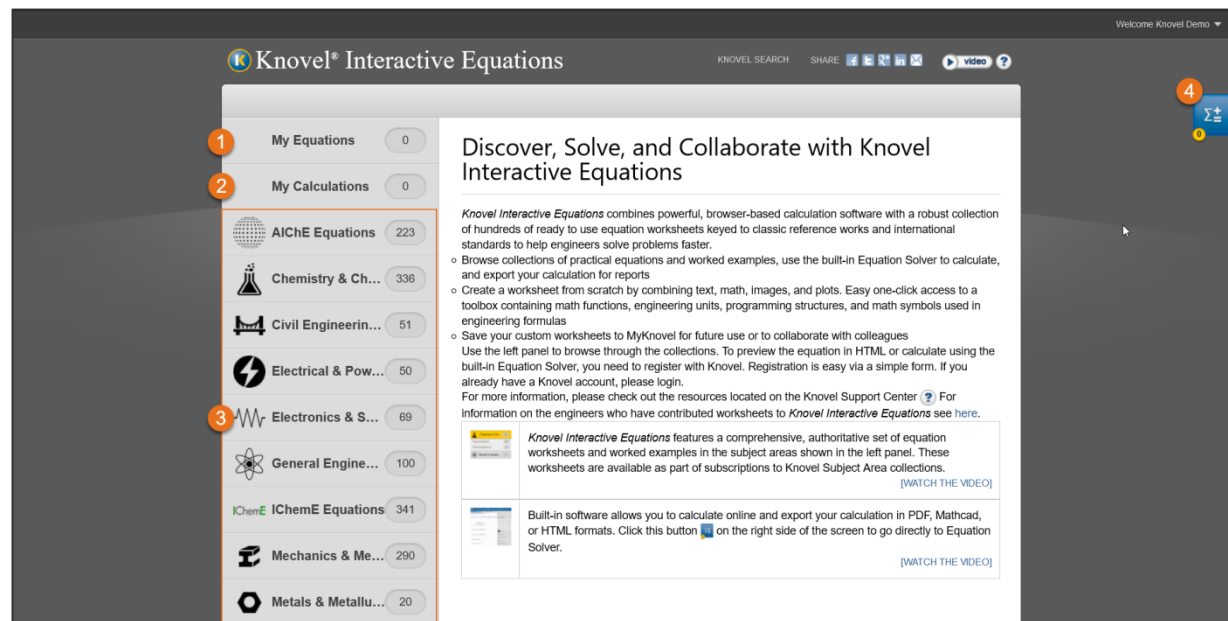 Welcome Knovel Demo
Knovel® Interactive Equations
KNOVEL SEARCH SHARE video ?
4
0
1 My Equations 0
2 My Calculations 0
AIChE Equations 223
Chemistry & Ch... 336
Civil Engineerin... 51
Electrical & Pow... 50
3 Electronics & S... 69
General Engine... 100
IChemE IChemE Equations 341
Mechanics & Me... 290
Metals & Metallu... 20
Discover, Solve, and Collaborate with Knovel
Interactive Equations
Knovel Interactive Equations combines powerful, browser-based calculation software with a robust collection
of hundreds of ready to use equation worksheets keyed to classic reference works and international
standards to help engineers solve problems faster.
Browse collections of practical equations and worked examples, use the built-in Equation Solver to calculate,
and export your calculation for reports
Create a worksheet from scratch by combining text, math, images, and plots. Easy one-click access to a
toolbox containing math functions, engineering units, programming structures, and math symbols used in
engineering formulas
Save your custom worksheets to MyKnovel for future use or to collaborate with colleagues
Use the left panel to browse through the collections. To preview the equation in HTML or calculate using the
built-in Equation Solver, you need to register with Knovel. Registration is easy via a simple form. If you
already have a Knovel account, please login.
For more information, please check out the resources located on the Knovel Support Center ? For
information on the engineers who have contributed worksheets to Knovel Interactive Equations see here.
Knovel Interactive Equations features a comprehensive, authoritative set of equation
worksheets and worked examples in the subject areas shown in the left panel. These
worksheets are available as part of subscriptions to Knovel Subject Area collections.
[WATCH THE VIDEO]
Built-in software allows you to calculate online and export your calculation in PDF, Mathcad,
or HTML formats. Click this button on the right side of the screen to go directly to Equation
Solver.
[WATCH THE VIDEO]